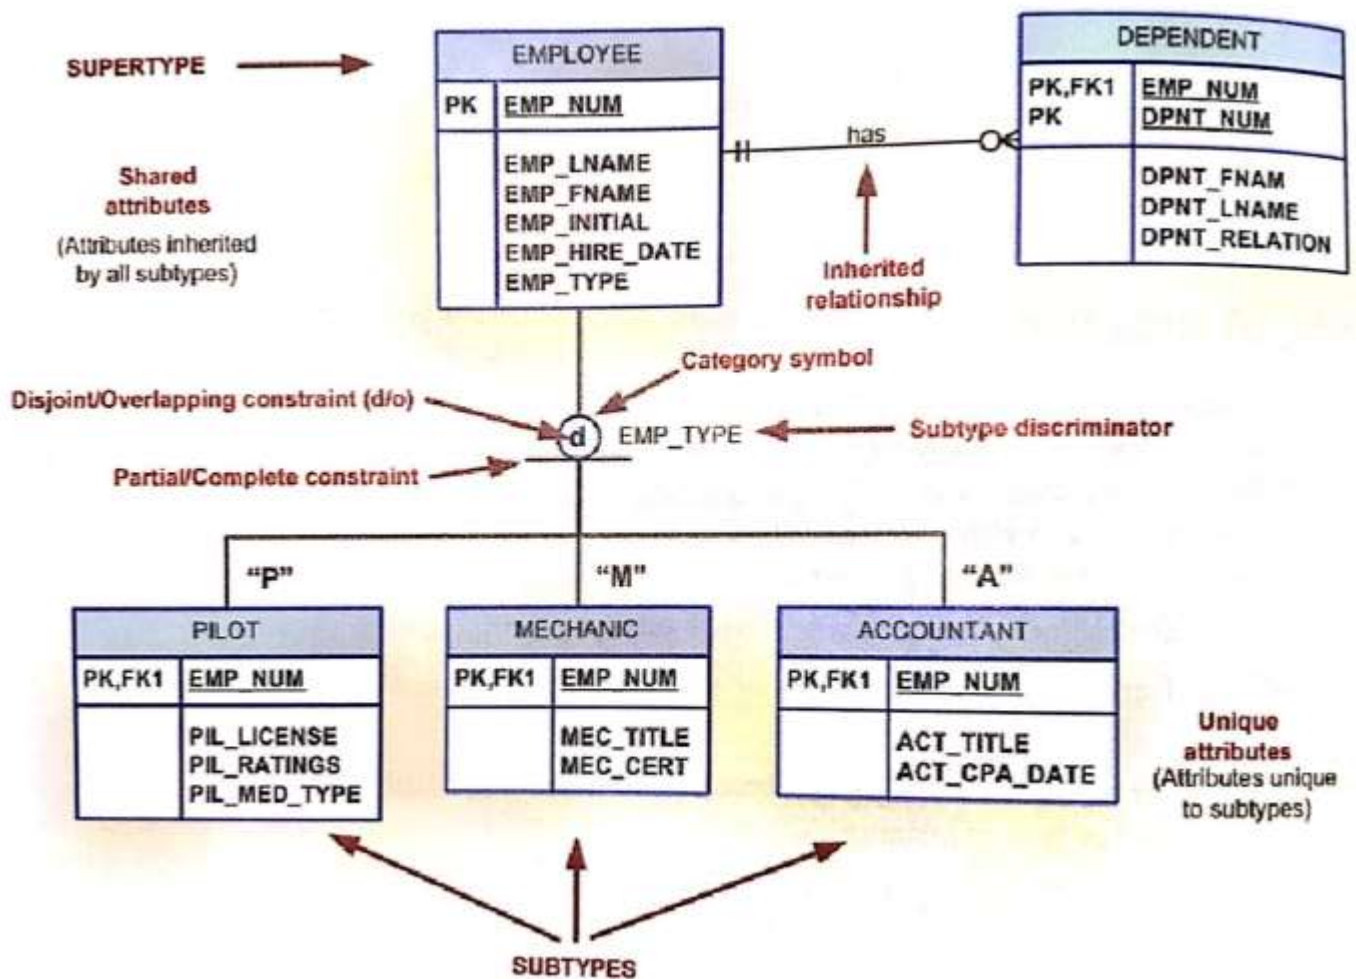 SUPERTYPE
EMPLOYEE
PK EMP_NUM
EMP_LNAME
EMP_FNAME
EMP_INITIAL
EMP_HIRE_DATE
EMP_TYPE
has
DEPENDENT
PK,FK1 EMP_NUM
PK DPNT_NUM
DPNT_FNAM
DPNT_LNAME
DPNT_RELATION
Shared
attributes
(Attributes inherited
by all subtypes)
Inherited
relationship
Category symbol
Disjoint/Overlapping constraint (d/o)
d
EMP_TYPE
Subtype discriminator
Partial/Complete constraint
“P”
“M”
“A”
PILOT
PK,FK1 EMP_NUM
PIL_LICENSE
PIL_RATINGS
PIL_MED_TYPE
MECHANIC
PK,FK1 EMP_NUM
MEC_TITLE
MEC_CERT
ACCOUNTANT
PK,FK1 EMP_NUM
ACT_TITLE
ACT_CPA_DATE
Unique
attributes
(Attributes unique
to subtypes)
SUBTYPES